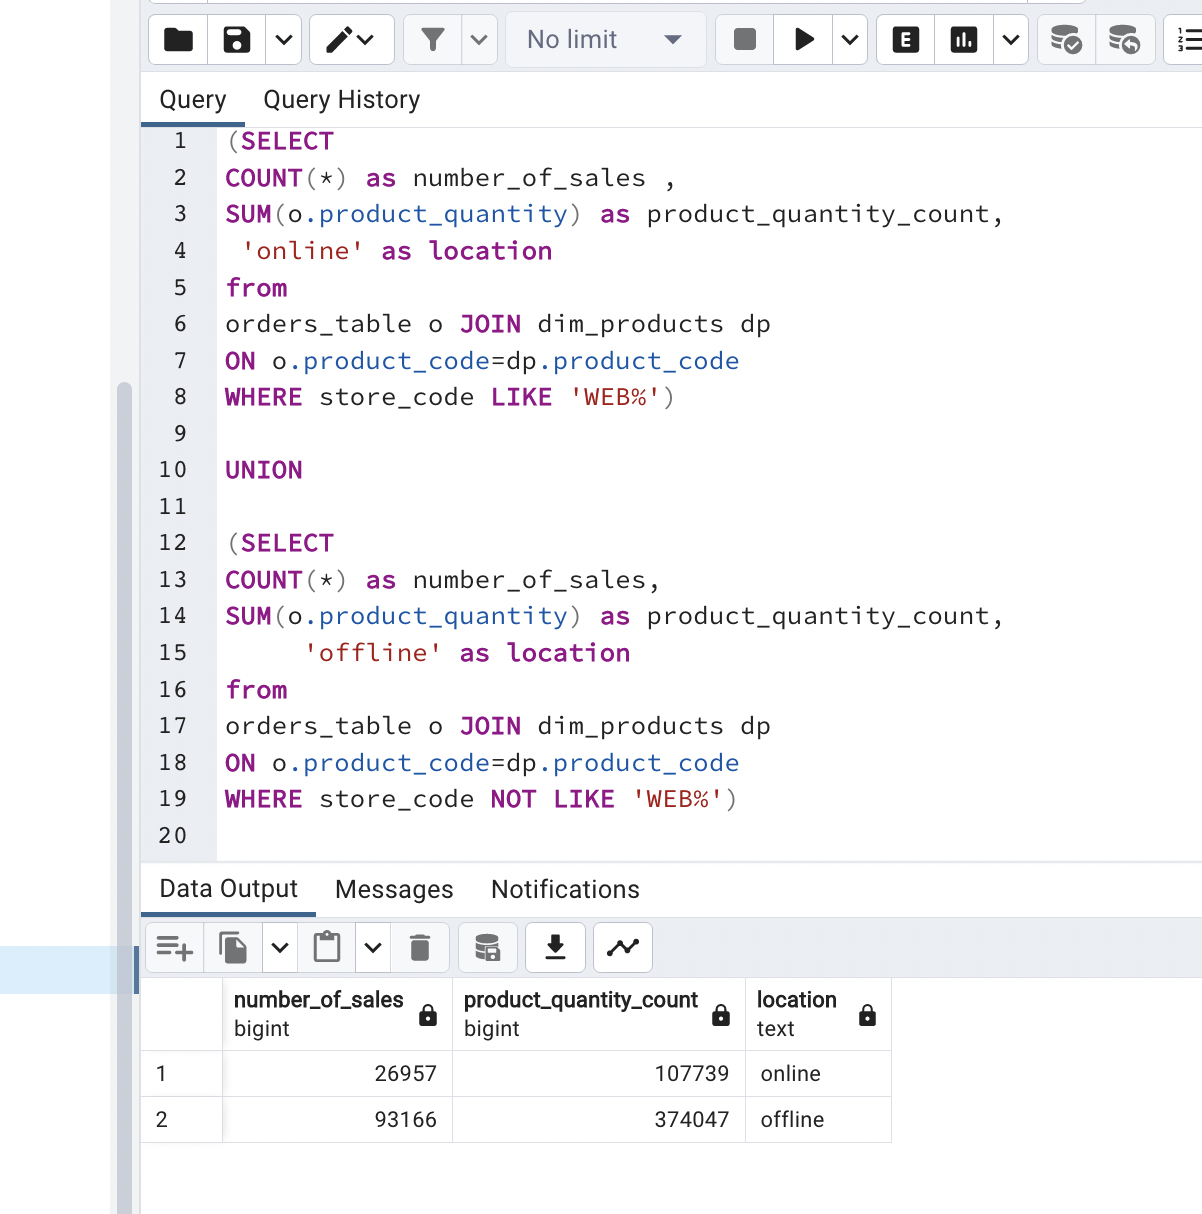 No limit
E
Query Query History
1 (SELECT
2 COUNT(*) as number_of_sales ,
3 SUM(o.product_quantity) as product_quantity_count,
4 'online' as location
5 from
6 orders_table o JOIN dim_products dp
7 ON o.product_code=dp.product_code
8 WHERE store_code LIKE 'WEB%')
9
10 UNION
11
12 (SELECT
13 COUNT(*) as number_of_sales,
14 SUM(o.product_quantity) as product_quantity_count,
15 'offline' as location
16 from
17 orders_table o JOIN dim_products dp
18 ON o.product_code=dp.product_code
19 WHERE store_code NOT LIKE 'WEB%')
20
Data Output Messages Notifications
number_of_sales product_quantity_count location
bigint bigint text
1 26957 107739 online
2 93166 374047 offline